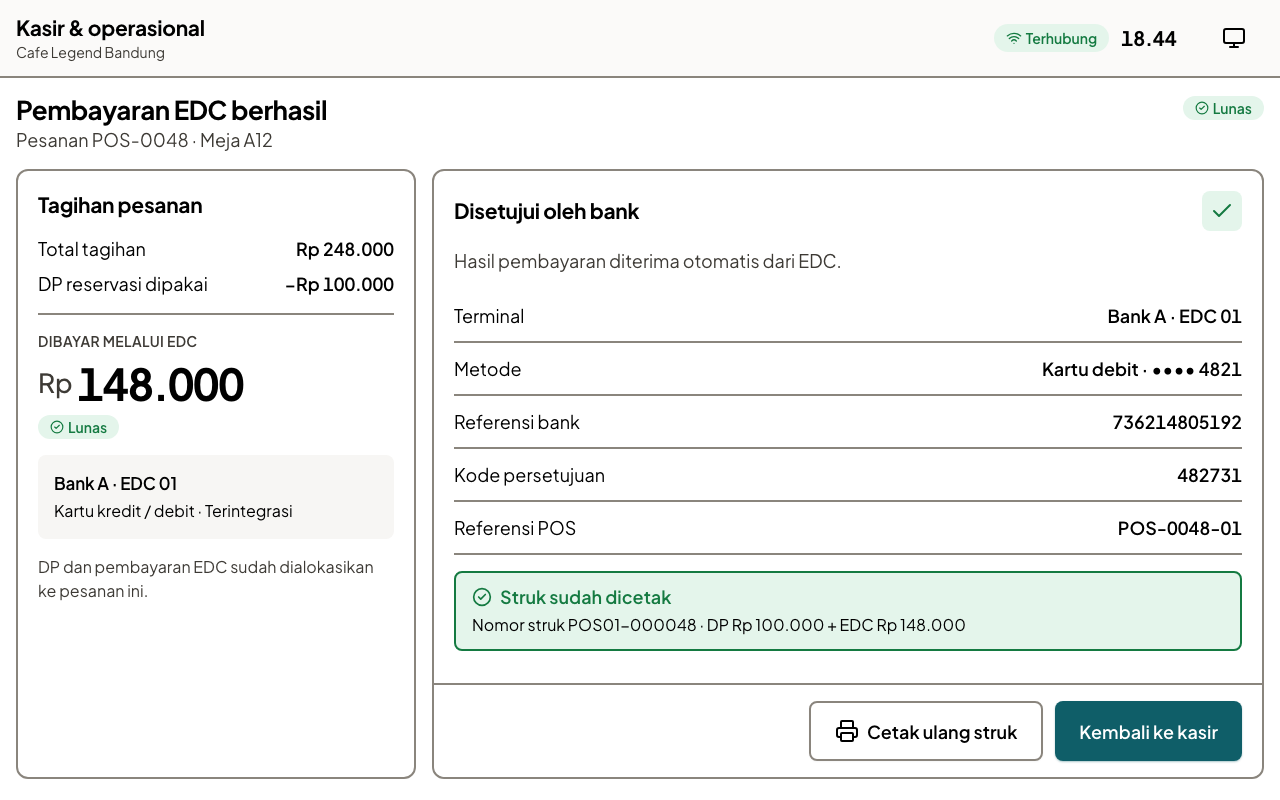 Kasir & operasional
Cafe Legend Bandung
Terhubung
18.44
Pembayaran EDC berhasil
Pesanan POS-0048 · Meja A12
Lunas
Tagihan pesanan
Total tagihan Rp 248.000
DP reservasi dipakai −Rp 100.000
DIBAYAR MELALUI EDC
Rp 148.000
Lunas
Bank A · EDC 01
Kartu kredit / debit · Terintegrasi
DP dan pembayaran EDC sudah dialokasikan
ke pesanan ini.
Disetujui oleh bank
Hasil pembayaran diterima otomatis dari EDC.
Terminal Bank A · EDC 01
Metode Kartu debit · •••• 4821
Referensi bank 736214805192
Kode persetujuan 482731
Referensi POS POS-0048-01
Struk sudah dicetak
Nomor struk POS01-000048 · DP Rp 100.000 + EDC Rp 148.000
Cetak ulang struk
Kembali ke kasir